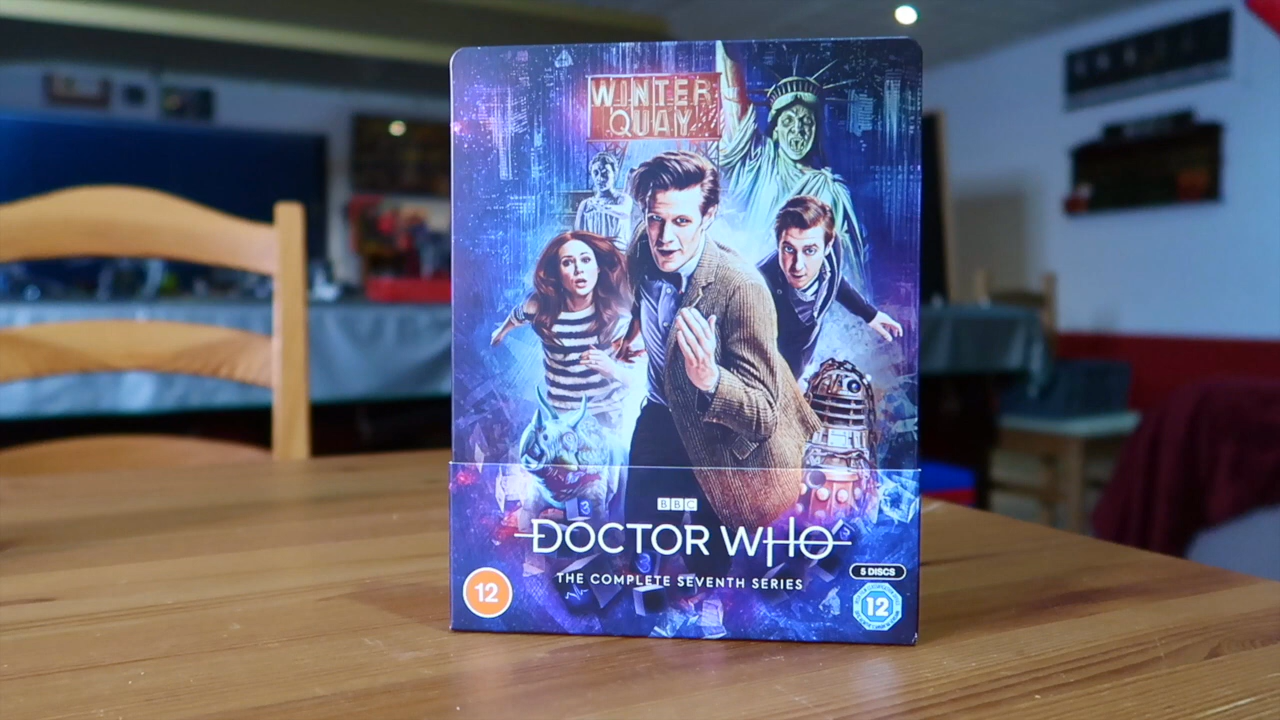 WINTER
QUAY
BBC
DOCTOR WHO
THE COMPLETE SEVENTH SERIES
5 DISCS
12
12